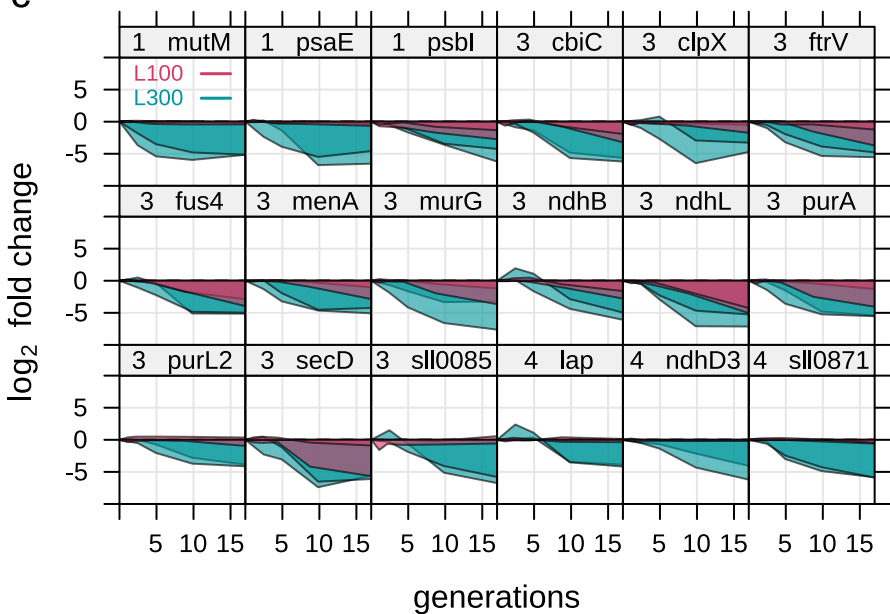 1 mutM 1 psaE 1 psbI 3 cbiC 3 clpX 3 ftrV
L100
L300
5
0
-5
3 fus4 3 menA 3 murG 3 ndhB 3 ndhL 3 purA
5
0
-5
3 purL2 3 secD 3 sll0085 4 lap 4 ndhD3 4 sll0871
5
0
-5
5 10 15 5 10 15 5 10 15 5 10 15 5 10 15 5 10 15
generations
log2 fold change